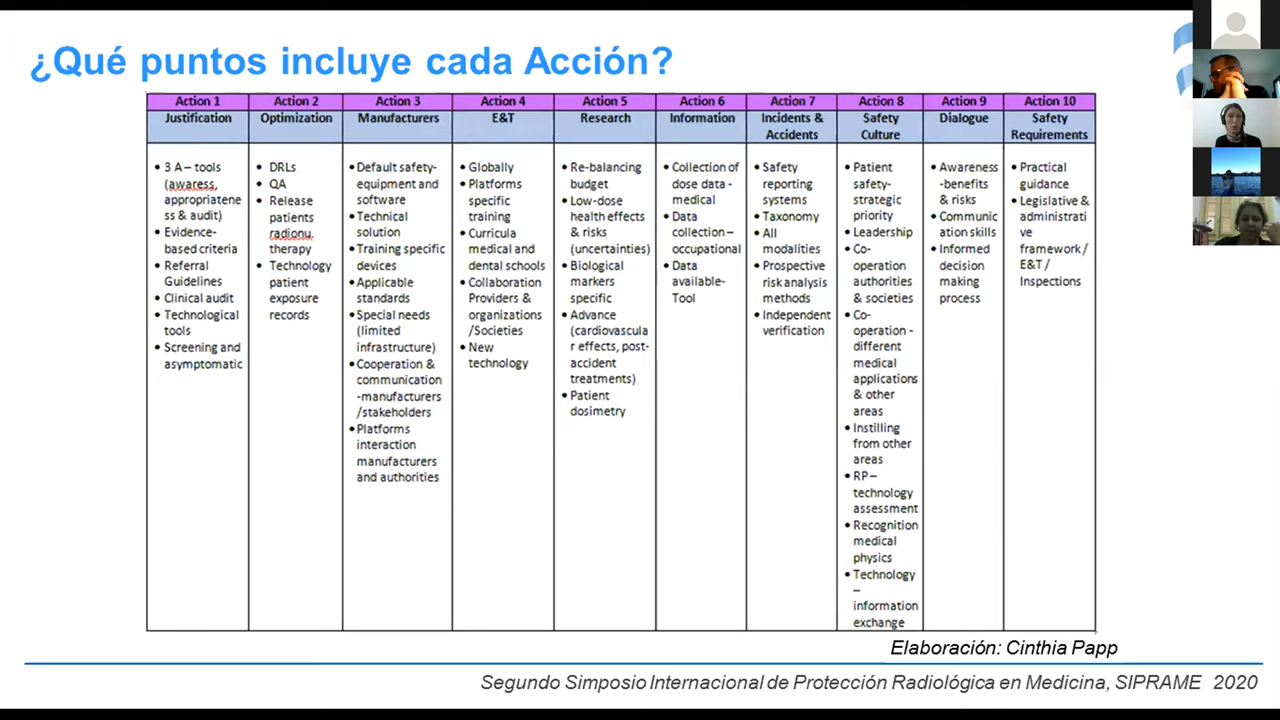 ¿Qué puntos incluye cada Acción?
Action 1
Justification
• 3 A – tools
(awaress,
appropriatene
ss & audit)
• Evidence-
based criteria
• Referral
Guidelines
• Clinical audit
• Technological
tools
• Screening and
asymptomatic
Action 2
Optimization
• DRLs
• QA
• Release
patients
radionu.
therapy
• Technology
patient
exposure
records
Action 3
Manufacturers
• Default safety-
equipment and
software
• Technical
solution
• Training specific
devices
• Applicable
standards
• Special needs
(limited
infrastructure)
• Cooperation &
communication
-manufacturers
/stakeholders
• Platforms
interaction
manufacturers
and authorities
Action 4
E&T
• Globally
• Platforms
specific
training
• Curricula
medical and
dental schools
• Collaboration
Providers &
organizations
/Societies
• New
technology
Action 5
Research
• Re-balancing
budget
• Low-dose
health effects
& risks
(uncertainties)
• Biological
markers
specific
• Advance
(cardiovascula
r effects, post-
accident
treatments)
• Patient
dosimetry
Action 6
Information
• Collection of
dose data -
medical
• Data
collection –
occupational
• Data
available-
Tool
Action 7
Incidents &
Accidents
• Safety
reporting
systems
• Taxonomy
• All
modalities
• Prospective
risk analysis
methods
• Independent
verification
Action 8
Safety
Culture
• Patient
safety-
strategic
priority
• Leadership
• Co-
operation
authorities
& societies
• Co-
operation -
different
medical
applications
& other
areas
• Instilling
from other
areas
• RP –
technology
assessment
• Recognition
medical
physics
• Technology
–
information
exchange
Action 9
Dialogue
• Awareness
-benefits
& risks
• Communic
ation skills
• Informed
decision
making
process
Action 10
Safety
Requirements
• Practical
guidance
• Legislative &
administrati
ve
framework /
E&T /
Inspections
Elaboración: Cinthia Papp
Segundo Simposio Internacional de Protección Radiológica en Medicina, SIPRAME 2020